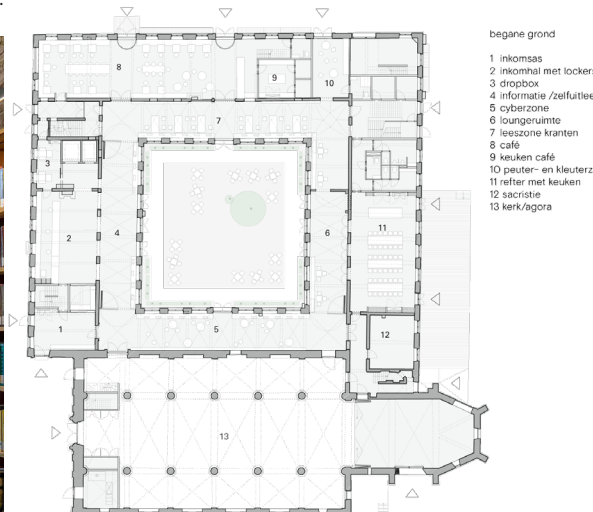 begane grond
1 inkomsas
2 inkomhal met lockers
3 dropbox
4 informatie /zelfuitlee
5 cyberzone
6 loungeruimte
7 leeszone kranten
8 café
9 keuken café
10 peuter- en kleuterz
11 refter met keuken
12 sacristie
13 kerk/agora
8
9
10
7
3
2
4
6
11
1
5
12
13